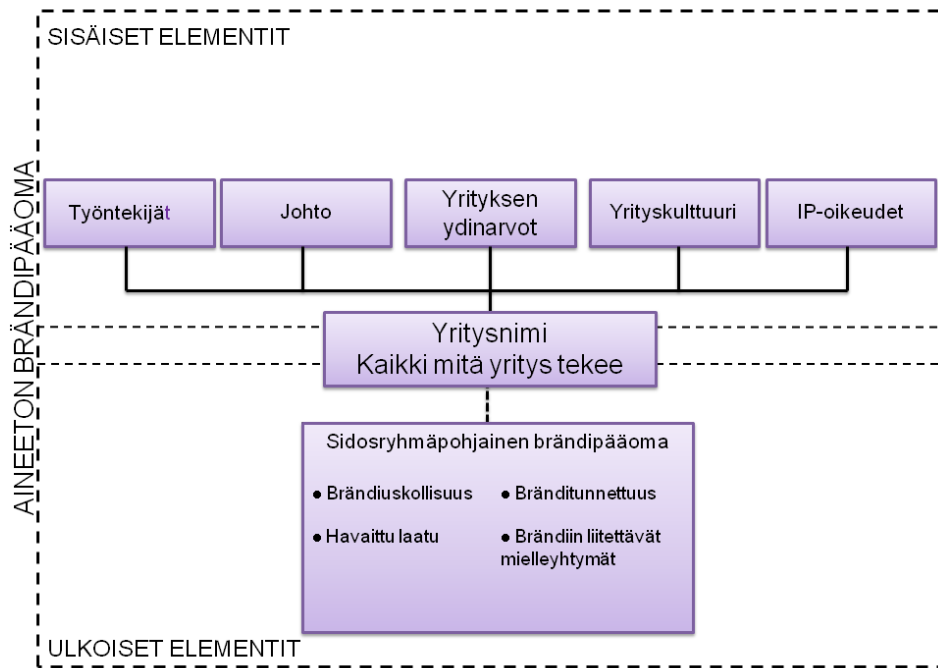 SISÄISET ELEMENTIT
AINEETON BRÄNDIPÄÄOMA
Työntekijät
Johto
Yrityksen
ydinarvot
Yrityskulttuuri
IP-oikeudet
Yritysnimi
Kaikki mitä yritys tekee
Sidosryhmäpohjainen brändipääoma
● Brändiuskollisuus
● Bränditunnettuus
● Havaittu laatu
● Brändiin liitettävät
mielleyhtymät
ULKOISET ELEMENTIT